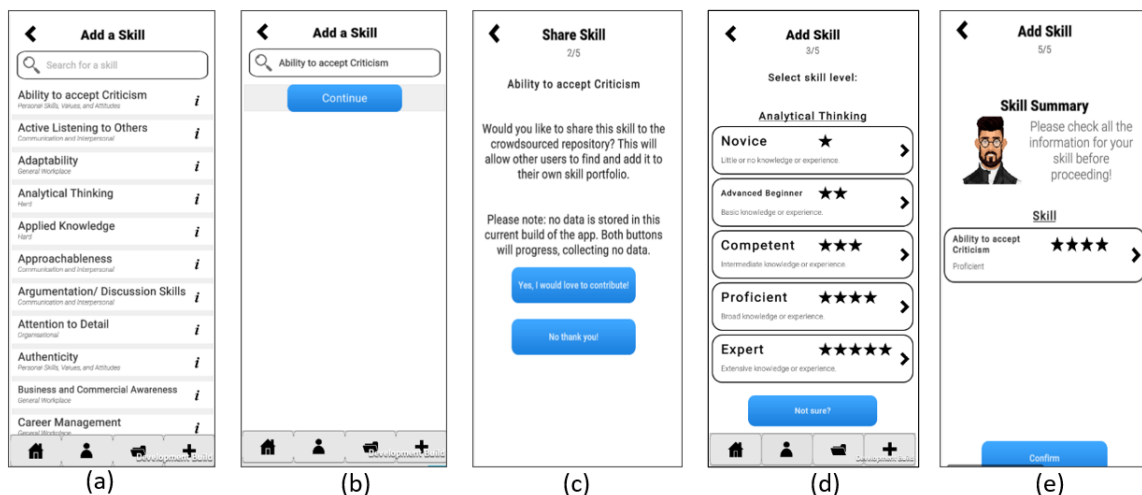 Add a Skill
Search for a skill
Ability to accept Criticism
Personal Skills, Values, and Attitudes
i
Active Listening to Others
Communication and Interpersonal
i
Adaptability
General Workplace
i
Analytical Thinking
Hard
i
Applied Knowledge
Hard
i
Approachableness
Communication and Interpersonal
i
Argumentation/ Discussion Skills
Communication and Interpersonal
i
Attention to Detail
Organisational
i
Authenticity
Personal Skills, Values, and Attitudes
i
Business and Commercial Awareness
General Workplace
i
Career Management
General Workplace
i
Development Build
(a)
Add a Skill
Ability to accept Criticism
Continue
Development Build
(b)
Share Skill
2/5
Ability to accept Criticism
Would you like to share this skill to the
crowdsourced repository? This will
allow other users to find and add it to
their own skill portfolio.
Please note: no data is stored in this
current build of the app. Both buttons
will progress, collecting no data.
Yes, I would love to contribute!
No thank you!
(c)
Add Skill
3/5
Select skill level:
Analytical Thinking
Novice
Little or no knowledge or experience.
Advanced Beginner
Basic knowledge or experience.
Competent
Intermediate knowledge or experience.
Proficient
Broad knowledge or experience.
Expert
Extensive knowledge or experience.
Not sure?
Development Build
(d)
Add Skill
5/5
Skill Summary
Please check all the
information for your
skill before
proceeding!
Skill
Ability to accept
Criticism
Proficient
Confirm
(e)